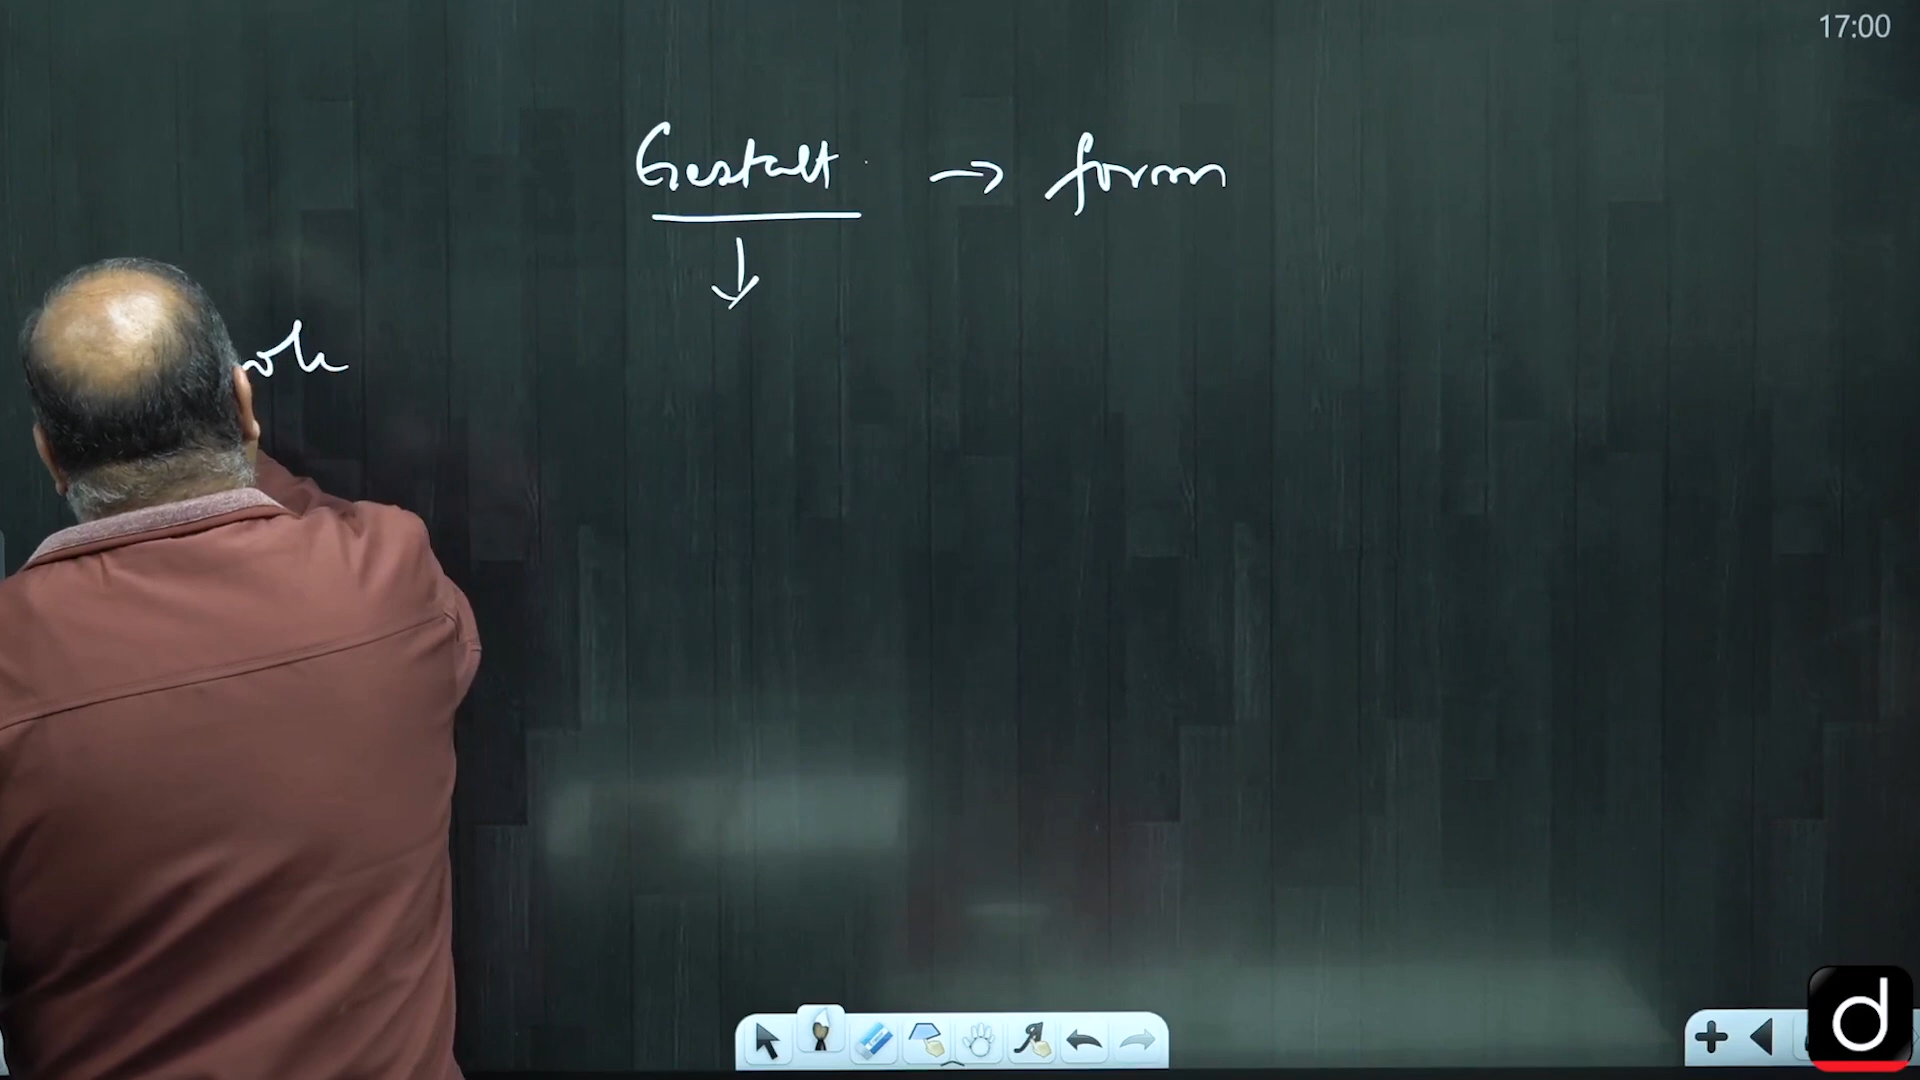 17:00
Gestalt → form
↓
d